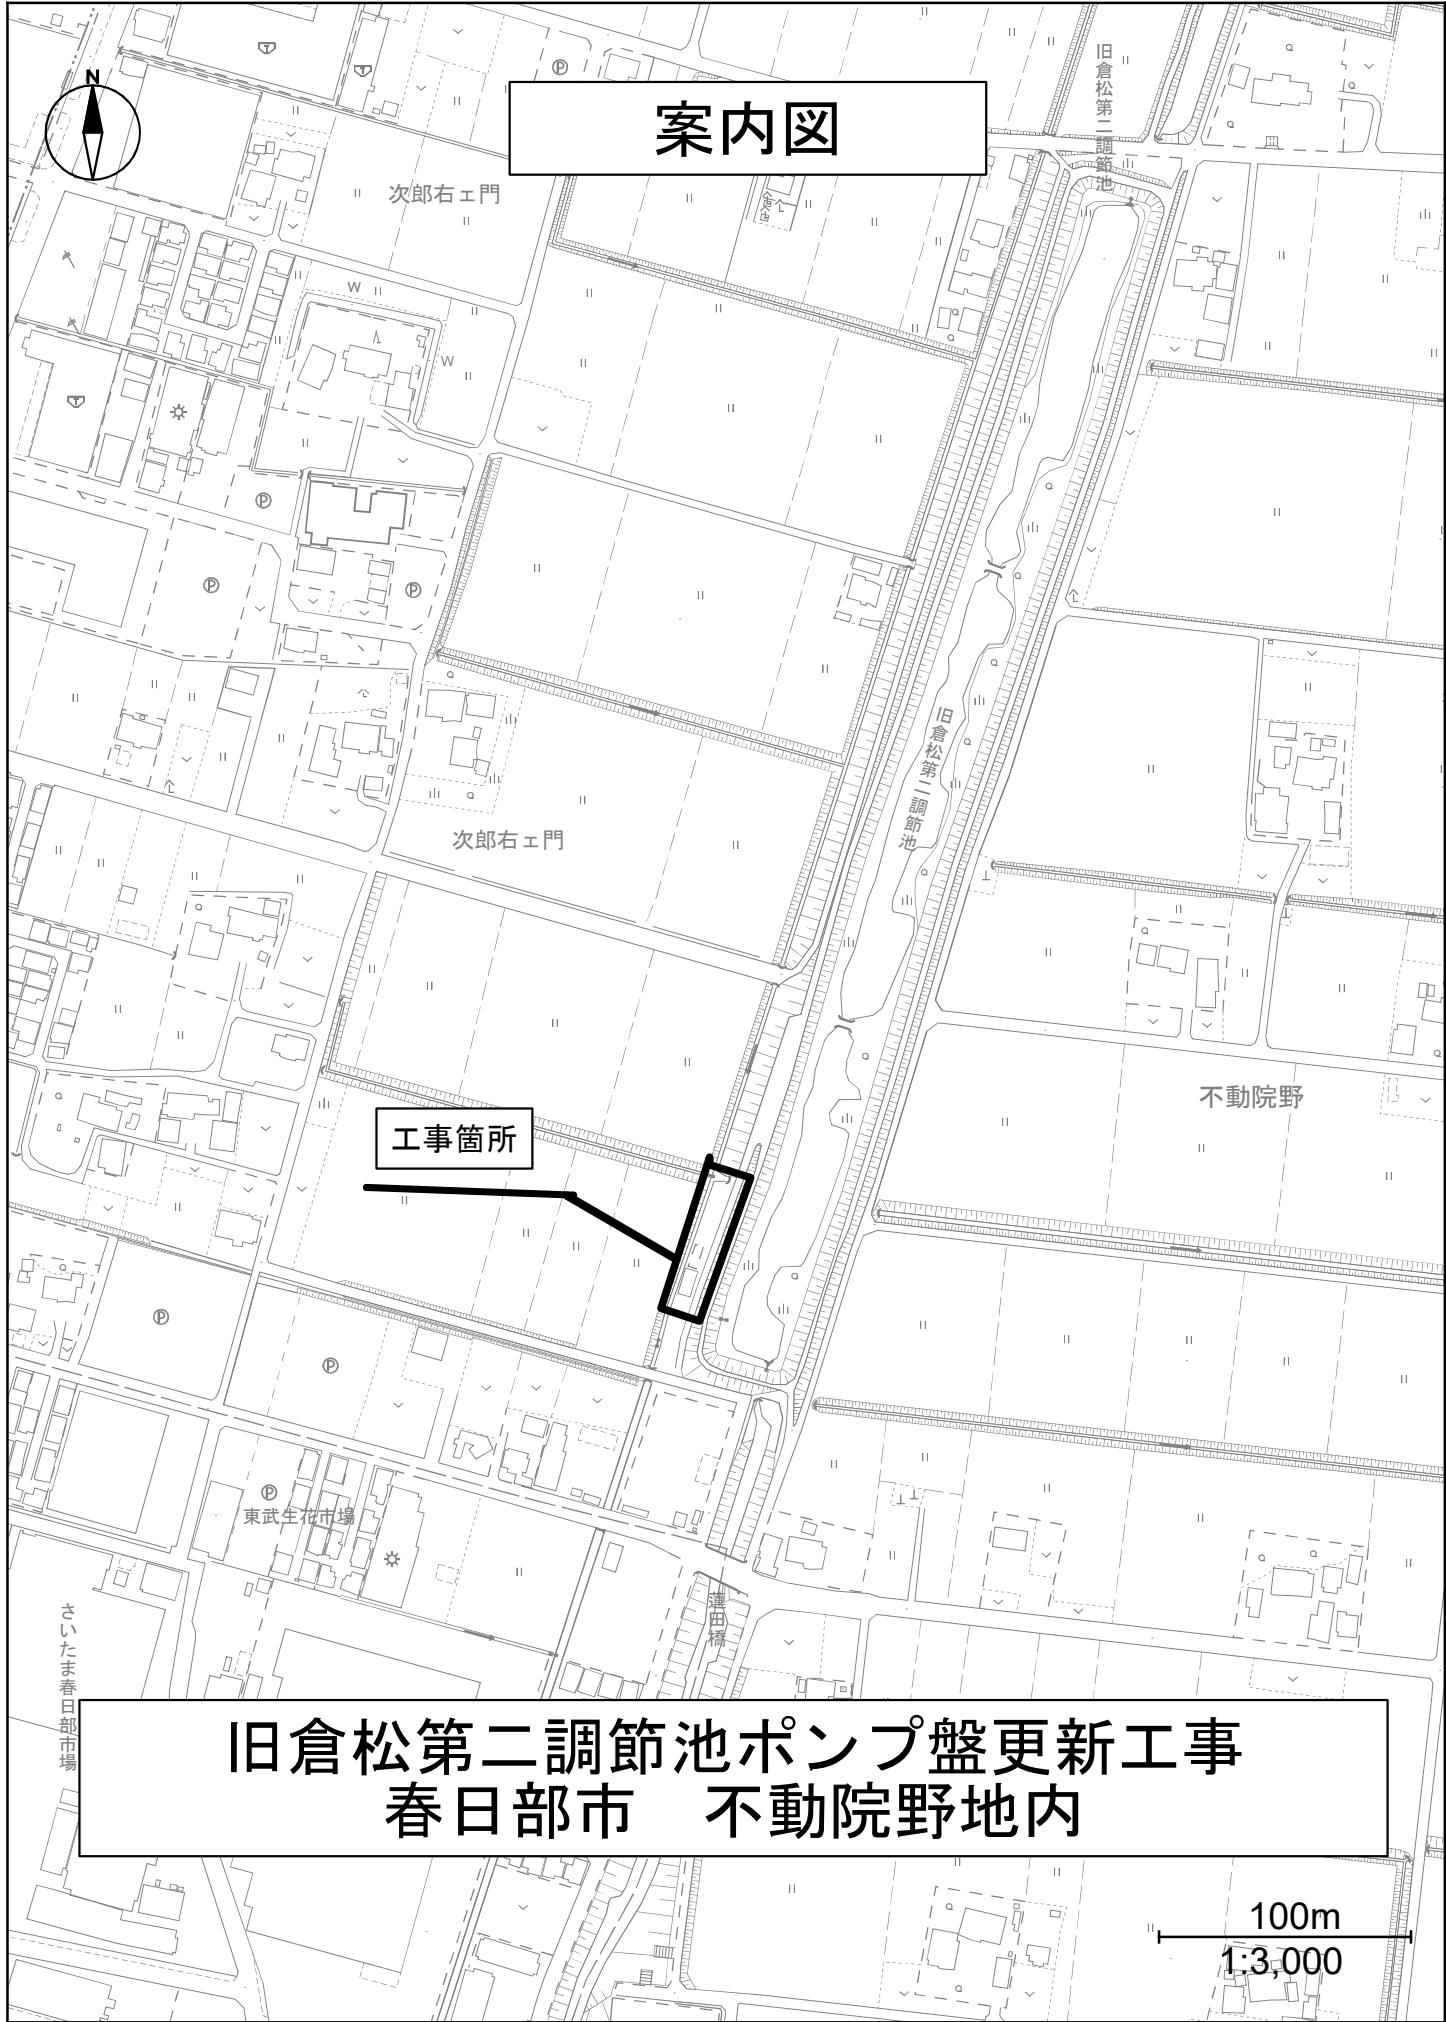 案内図
N
旧倉松第二調節池
次郎右ェ門
旧倉松第二調節池
次郎右ェ門
不動院野
工事箇所
東武生花市場
蓮田橋
さいたま春日部市場
旧倉松第二調節池ポンプ盤更新工事
春日部市　不動院野地内
100m
1:3,000